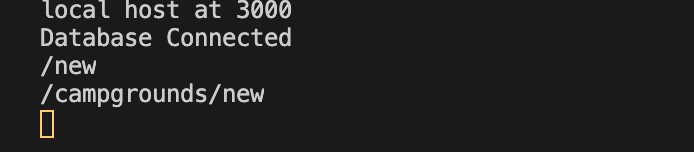 local host at 3000
Database Connected
/new
/campgrounds/new